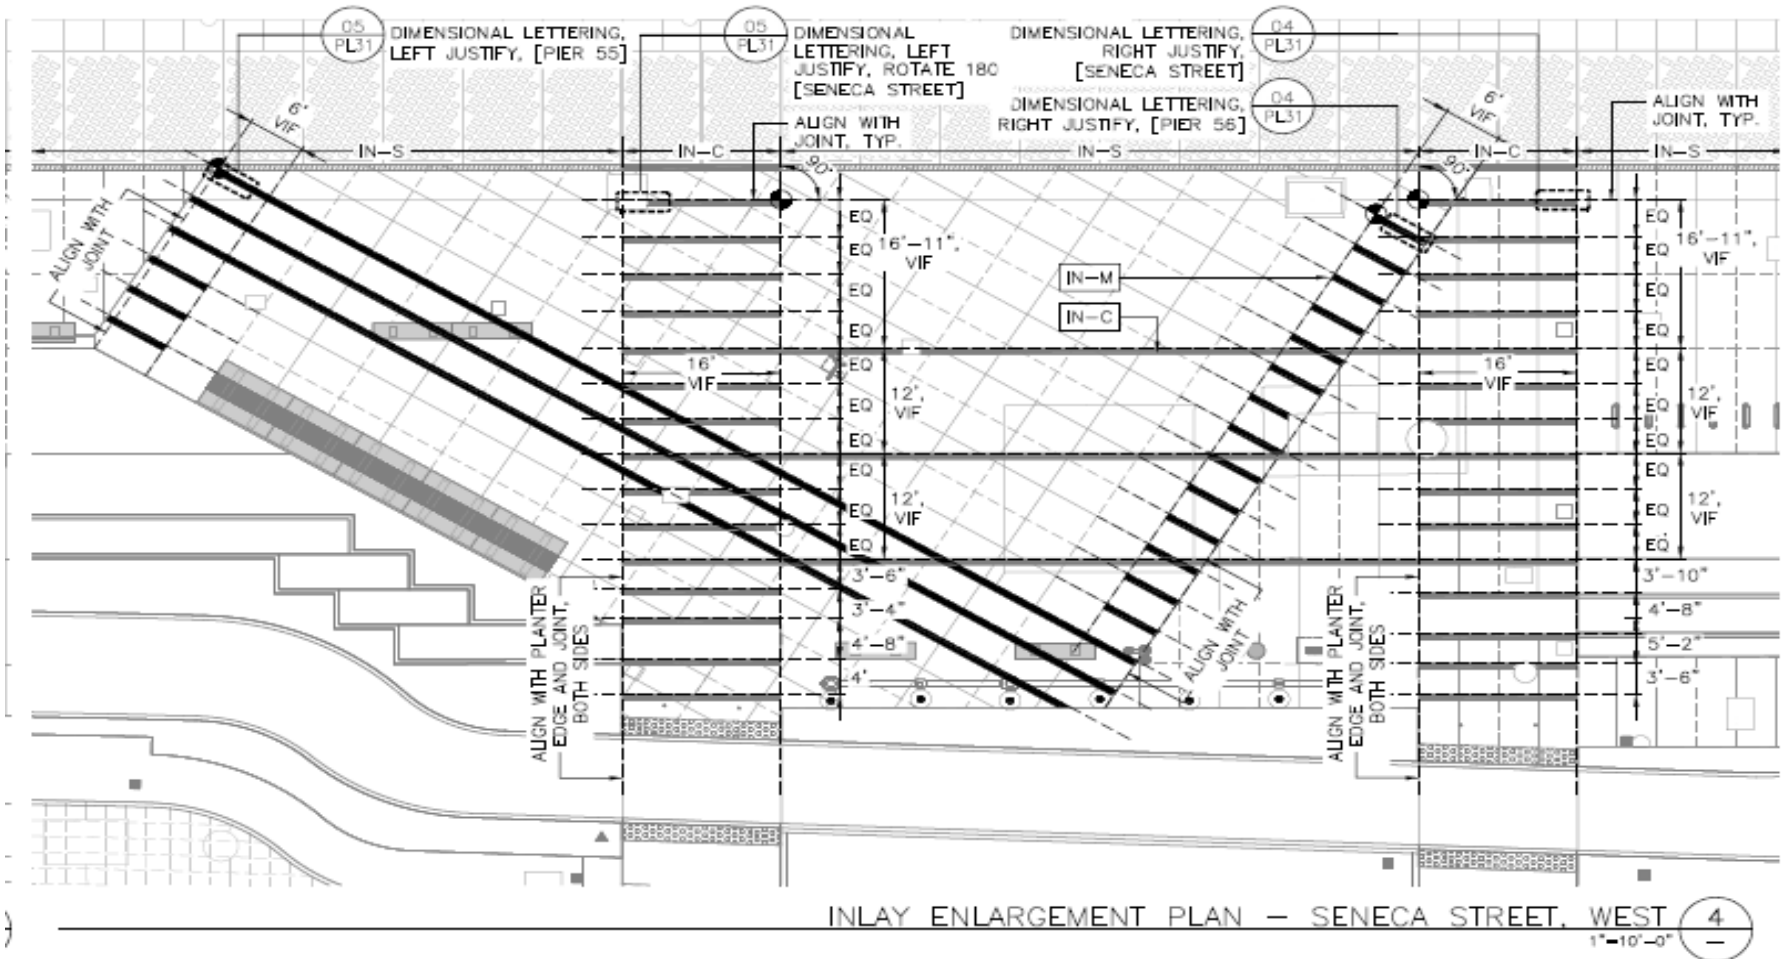 05
PL31
DIMENSIONAL LETTERING,
LEFT JUSTIFY, [PIER 55]
05
PL31
DIMENSIONAL
LETTERING, LEFT
JUSTIFY, ROTATE 180
[SENECA STREET]
DIMENSIONAL LETTERING,
RIGHT JUSTIFY,
[SENECA STREET]
04
PL31
DIMENSIONAL LETTERING,
RIGHT JUSTIFY, [PIER 56]
04
PL31
6'
VIF
ALIGN WITH
JOINT, TYP.
6'
VIF
ALIGN WITH
JOINT, TYP.
IN-S
IN-C
IN-S
IN-C
IN-S
90°
90°
ALIGN WITH
JOINT
EQ
EQ
EQ
EQ
16'-11",
VIF
IN-M
IN-C
EQ
EQ
EQ
EQ
16'-11",
VIF
16'
VIF
EQ
EQ
EQ
12',
VIF
16'
VIF
EQ
EQ
EQ
12',
VIF
EQ
EQ
EQ
12',
VIF
EQ
EQ
EQ
12',
VIF
3'-6"
3'-4"
4'-8"
4'
3'-10"
4'-8"
5'-2"
3'-6"
ALIGN WITH PLANTER
EDGE AND JOINT,
BOTH SIDES
ALIGN WITH
JOINT
ALIGN WITH PLANTER
EDGE AND JOINT,
BOTH SIDES
INLAY ENLARGEMENT PLAN - SENECA STREET, WEST
4
1"=10'-0"